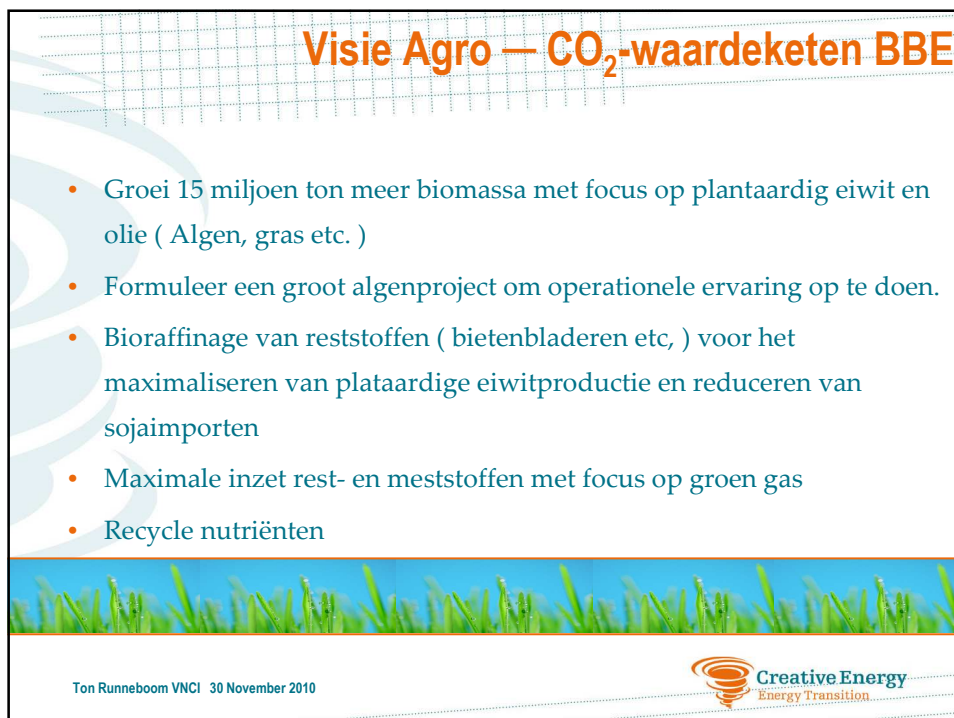 Visie Agro — CO₂-waardeketen BBE
• Groei 15 miljoen ton meer biomassa met focus op plantaardig eiwit en
olie ( Algen, gras etc. )
• Formuleer een groot algenproject om operationele ervaring op te doen.
• Bioraffinage van reststoffen ( bietenbladeren etc, ) voor het
maximaliseren van plataardige eiwitproductie en reduceren van
sojaimporten
• Maximale inzet rest- en meststoffen met focus op groen gas
• Recycle nutriënten
Ton Runneboom VNCI 30 November 2010
Creative Energy
Energy Transition